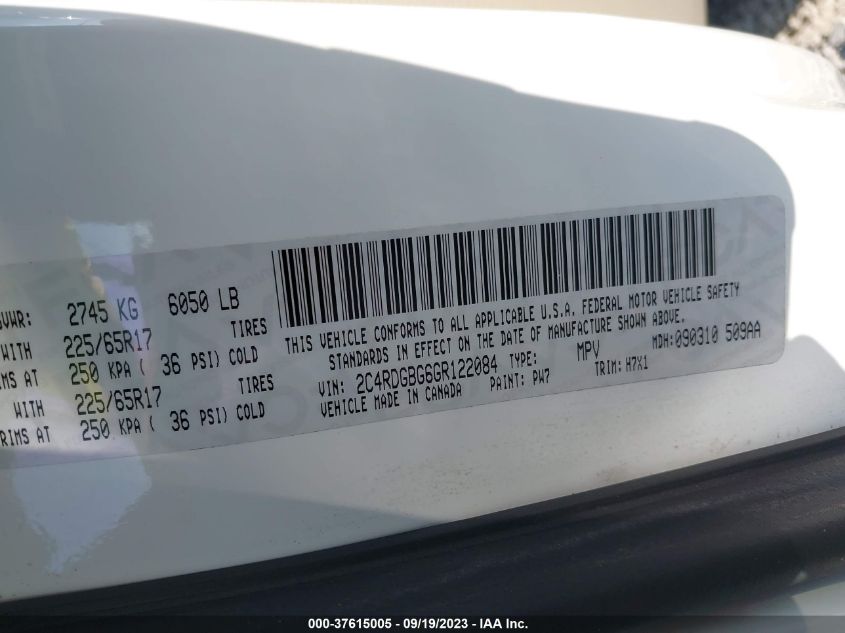 GVWR: 2745 KG 6050 LB
WITH 225/65R17 TIRES
RIMS AT 250 KPA ( 36 PSI) COLD
WITH 225/65R17 TIRES
RIMS AT 250 KPA ( 36 PSI) COLD
THIS VEHICLE CONFORMS TO ALL APPLICABLE U.S.A. FEDERAL MOTOR VEHICLE SAFETY
STANDARDS IN EFFECT ON THE DATE OF MANUFACTURE SHOWN ABOVE.
VIN: 2C4RDGBG6GR122084 TYPE: MPV MDH: 090310 509AA
VEHICLE MADE IN CANADA PAINT: PW7 TRIM: H7X1
000-37615005 - 09/19/2023 - IAA Inc.